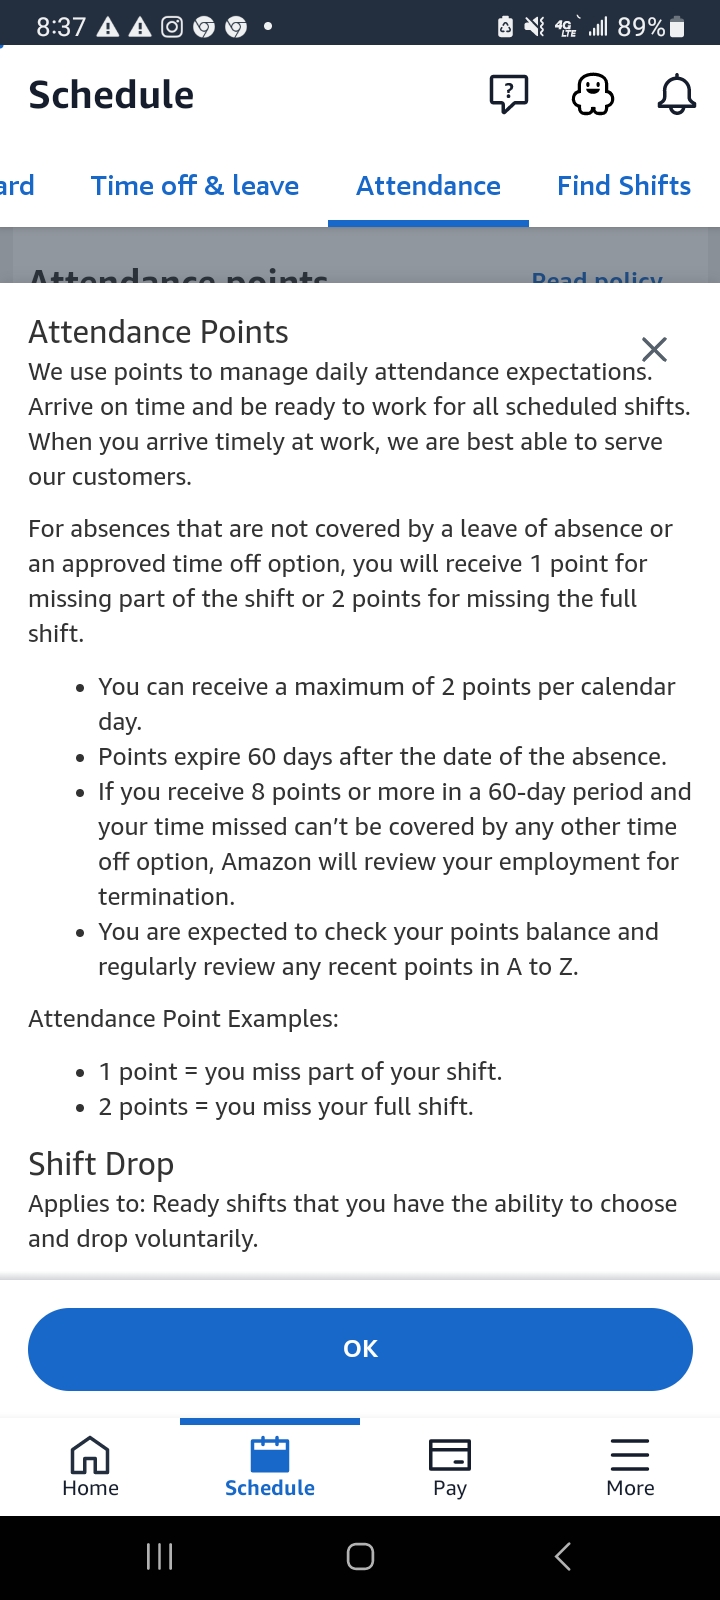 8:37 4G LTE 89%
Schedule
ard Time off & leave Attendance Find Shifts
Attendance points Read policy
Attendance Points
We use points to manage daily attendance expectations.
Arrive on time and be ready to work for all scheduled shifts.
When you arrive timely at work, we are best able to serve
our customers.
For absences that are not covered by a leave of absence or
an approved time off option, you will receive 1 point for
missing part of the shift or 2 points for missing the full
shift.
• You can receive a maximum of 2 points per calendar
day.
• Points expire 60 days after the date of the absence.
• If you receive 8 points or more in a 60-day period and
your time missed can’t be covered by any other time
off option, Amazon will review your employment for
termination.
• You are expected to check your points balance and
regularly review any recent points in A to Z.
Attendance Point Examples:
• 1 point = you miss part of your shift.
• 2 points = you miss your full shift.
Shift Drop
Applies to: Ready shifts that you have the ability to choose
and drop voluntarily.
OK
Home Schedule Pay More